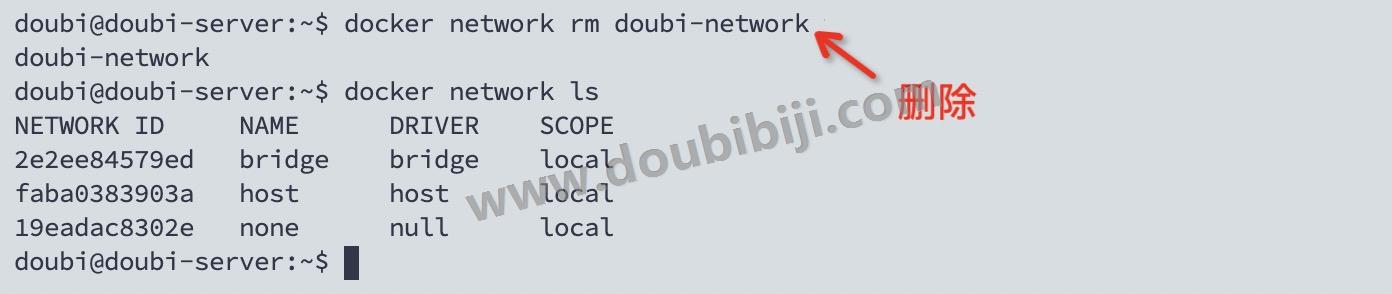 doubi@doubi-server:~$ docker network rm doubi-network
doubi-network
doubi@doubi-server:~$ docker network ls
删除
NETWORK ID     NAME      DRIVER    SCOPE
2e2ee84579ed   bridge    bridge    local
faba0383903a   host      host      local
19eadac8302e   none      null      local
doubi@doubi-server:~$
www.doubibiji.com